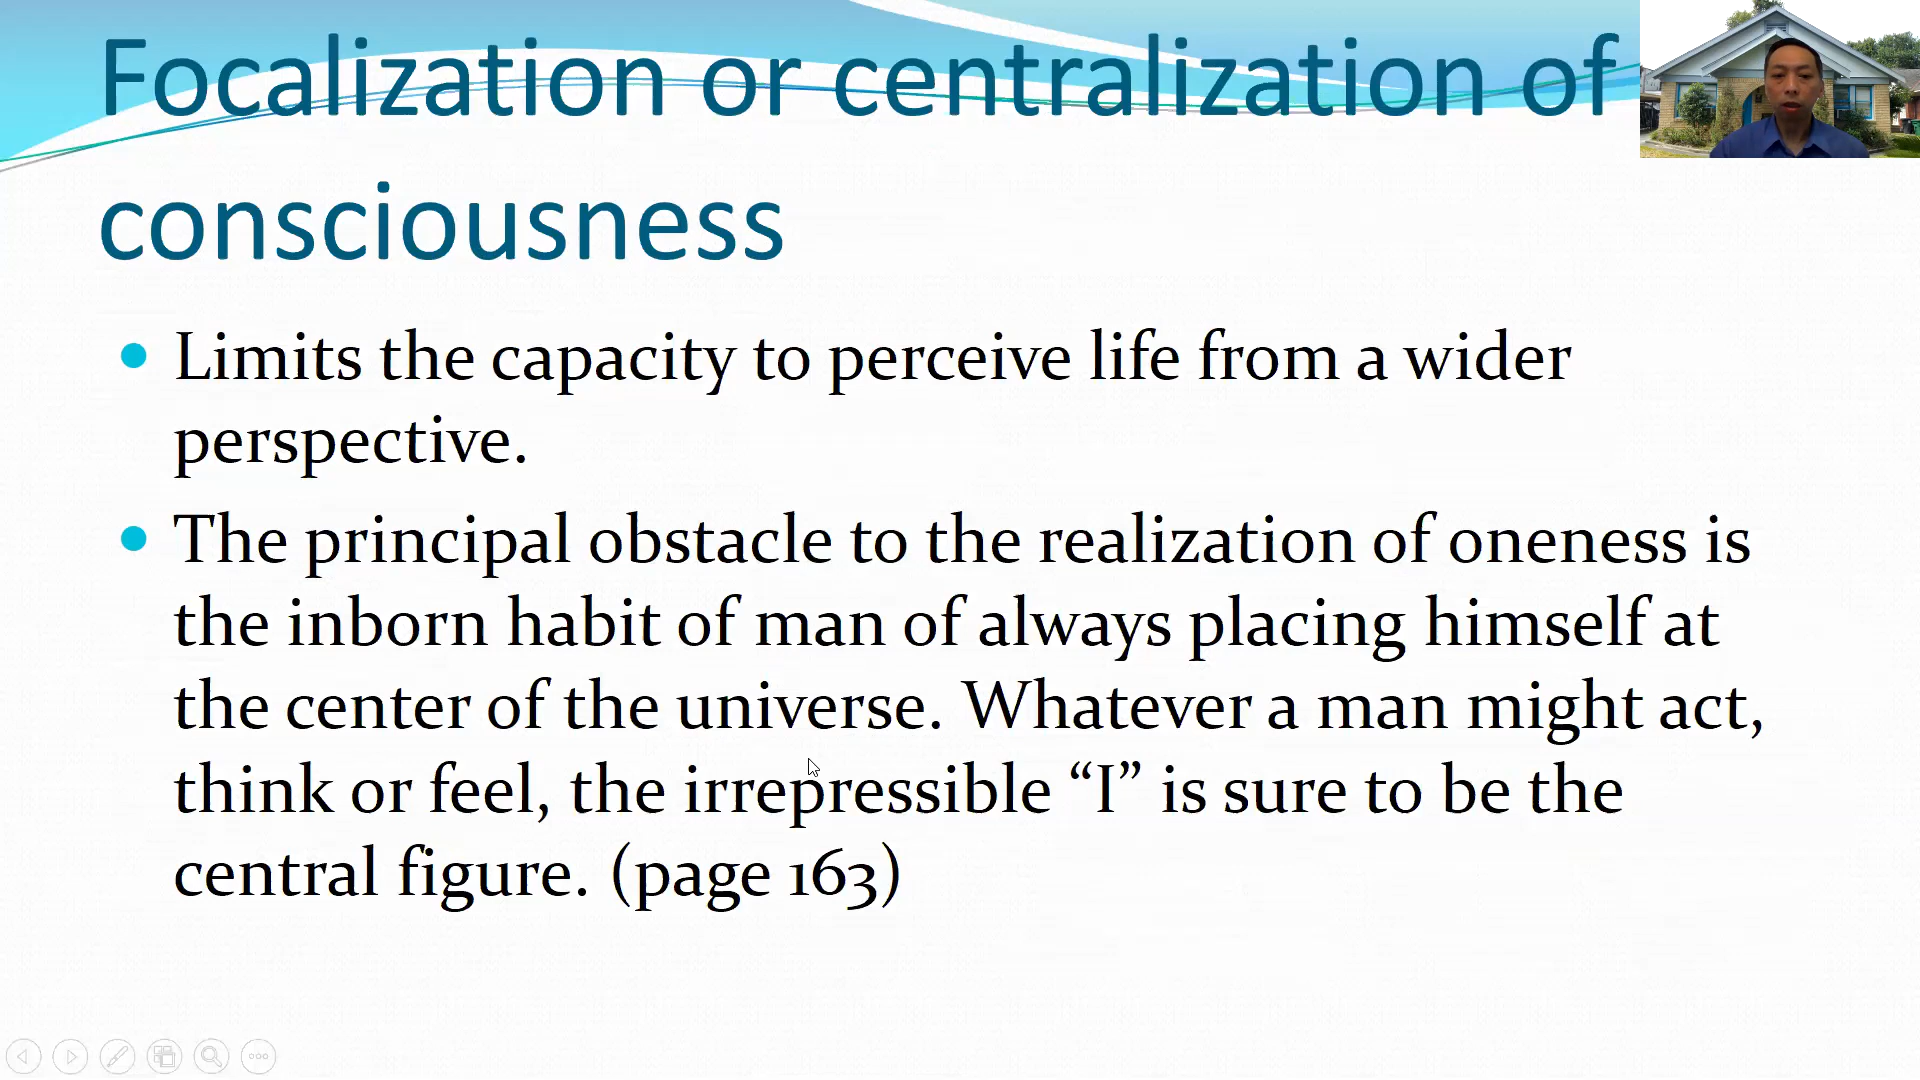 Focalization or centralization of
consciousness
Limits the capacity to perceive life from a wider
perspective.
The principal obstacle to the realization of oneness is
the inborn habit of man of always placing himself at
the center of the universe. Whatever a man might act,
think or feel, the irrepressible “I” is sure to be the
central figure. (page 163)